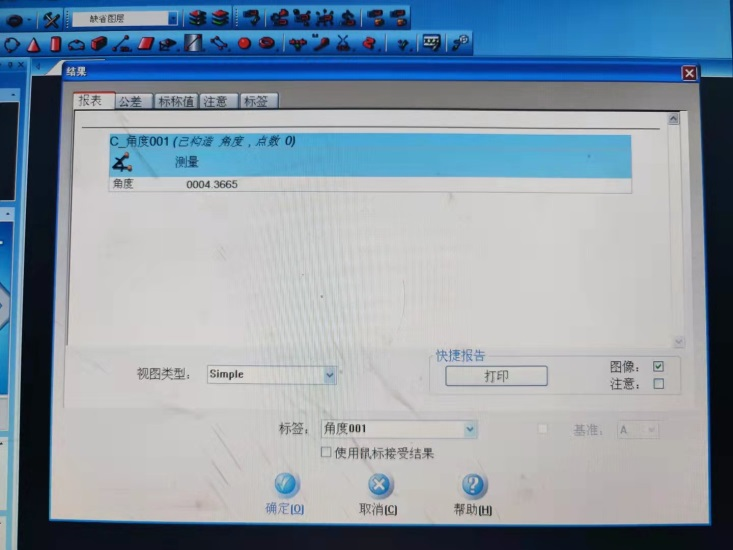 缺省图层
结果
报表 公差 标称值 注意 标签
C_角度001 (已构造 角度，点数 0)
测量
角度 0004.3665
视图类型： Simple
快捷报告
打印
图像：
注意：
标签： 角度001
基准： A
使用鼠标接受结果
确定[O] 取消[C] 帮助[H]